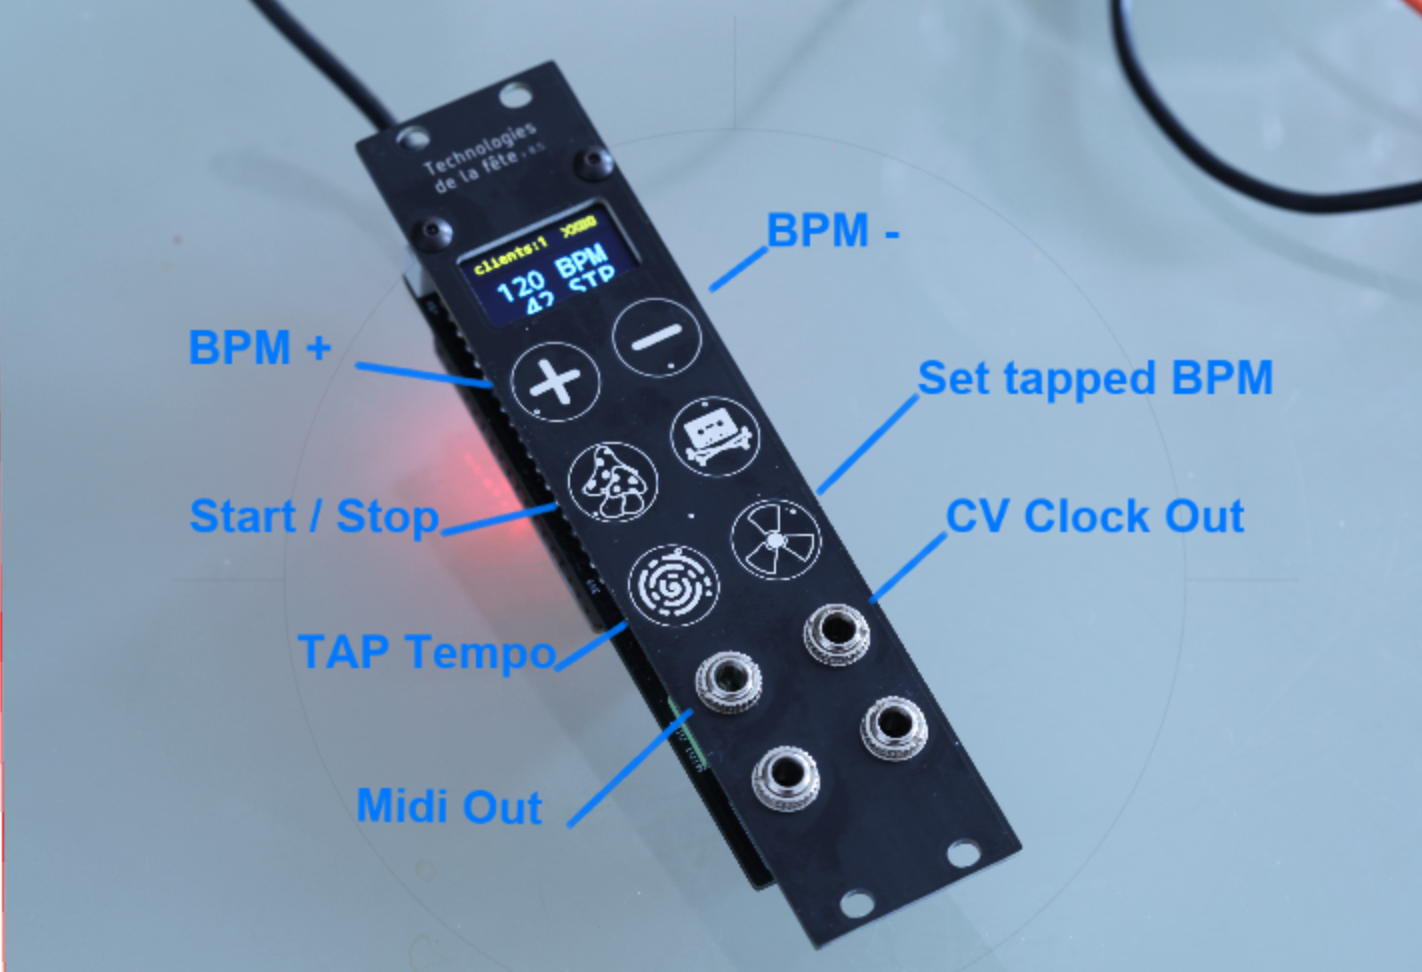 Technologies
de la fête
clients:1
120 BPM
42 STP
BPM -
BPM +
Set tapped BPM
Start / Stop
CV Clock Out
TAP Tempo
Midi Out